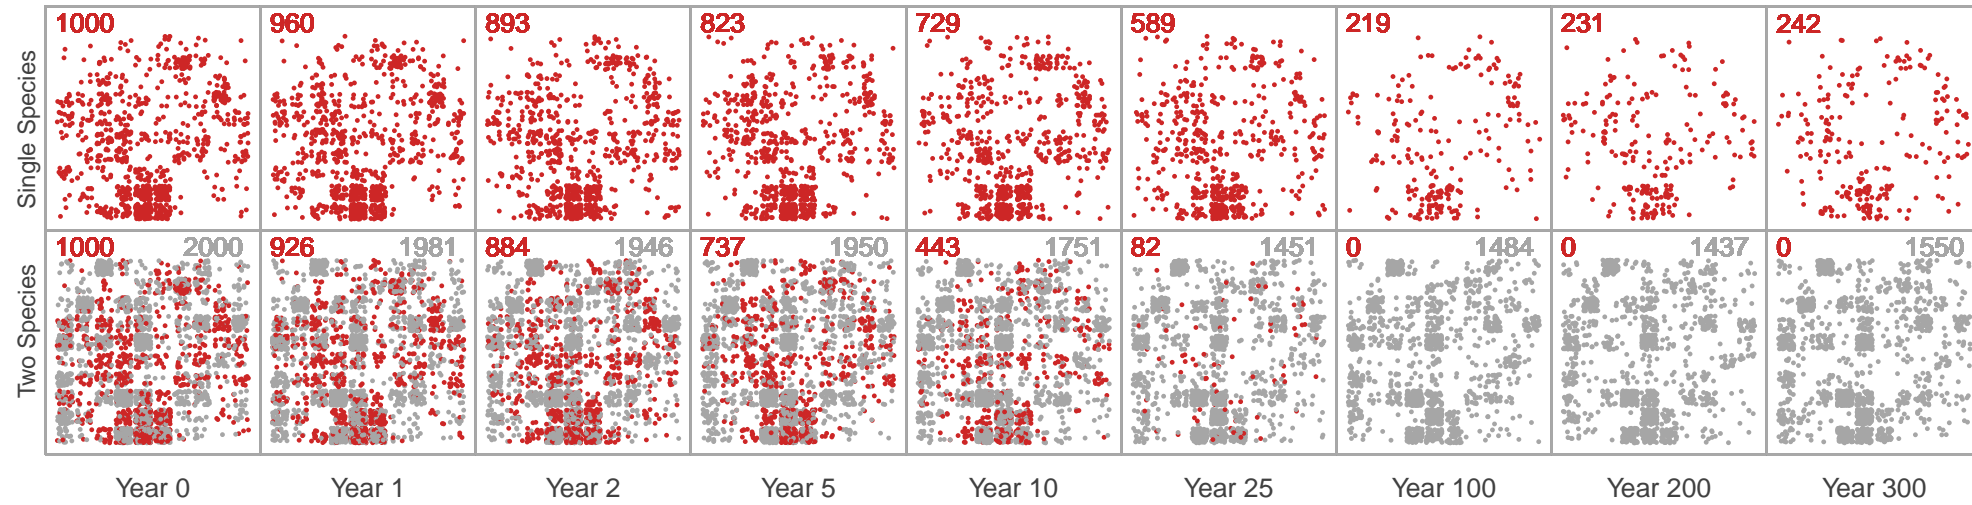 Single Species
1000 960 893 823 729 589 219 231 242
Two Species
1000 2000 926 1981 884 1946 737 1950 443 1751 82 1451 0 1484 0 1437 0 1550
Year 0 Year 1 Year 2 Year 5 Year 10 Year 25 Year 100 Year 200 Year 300